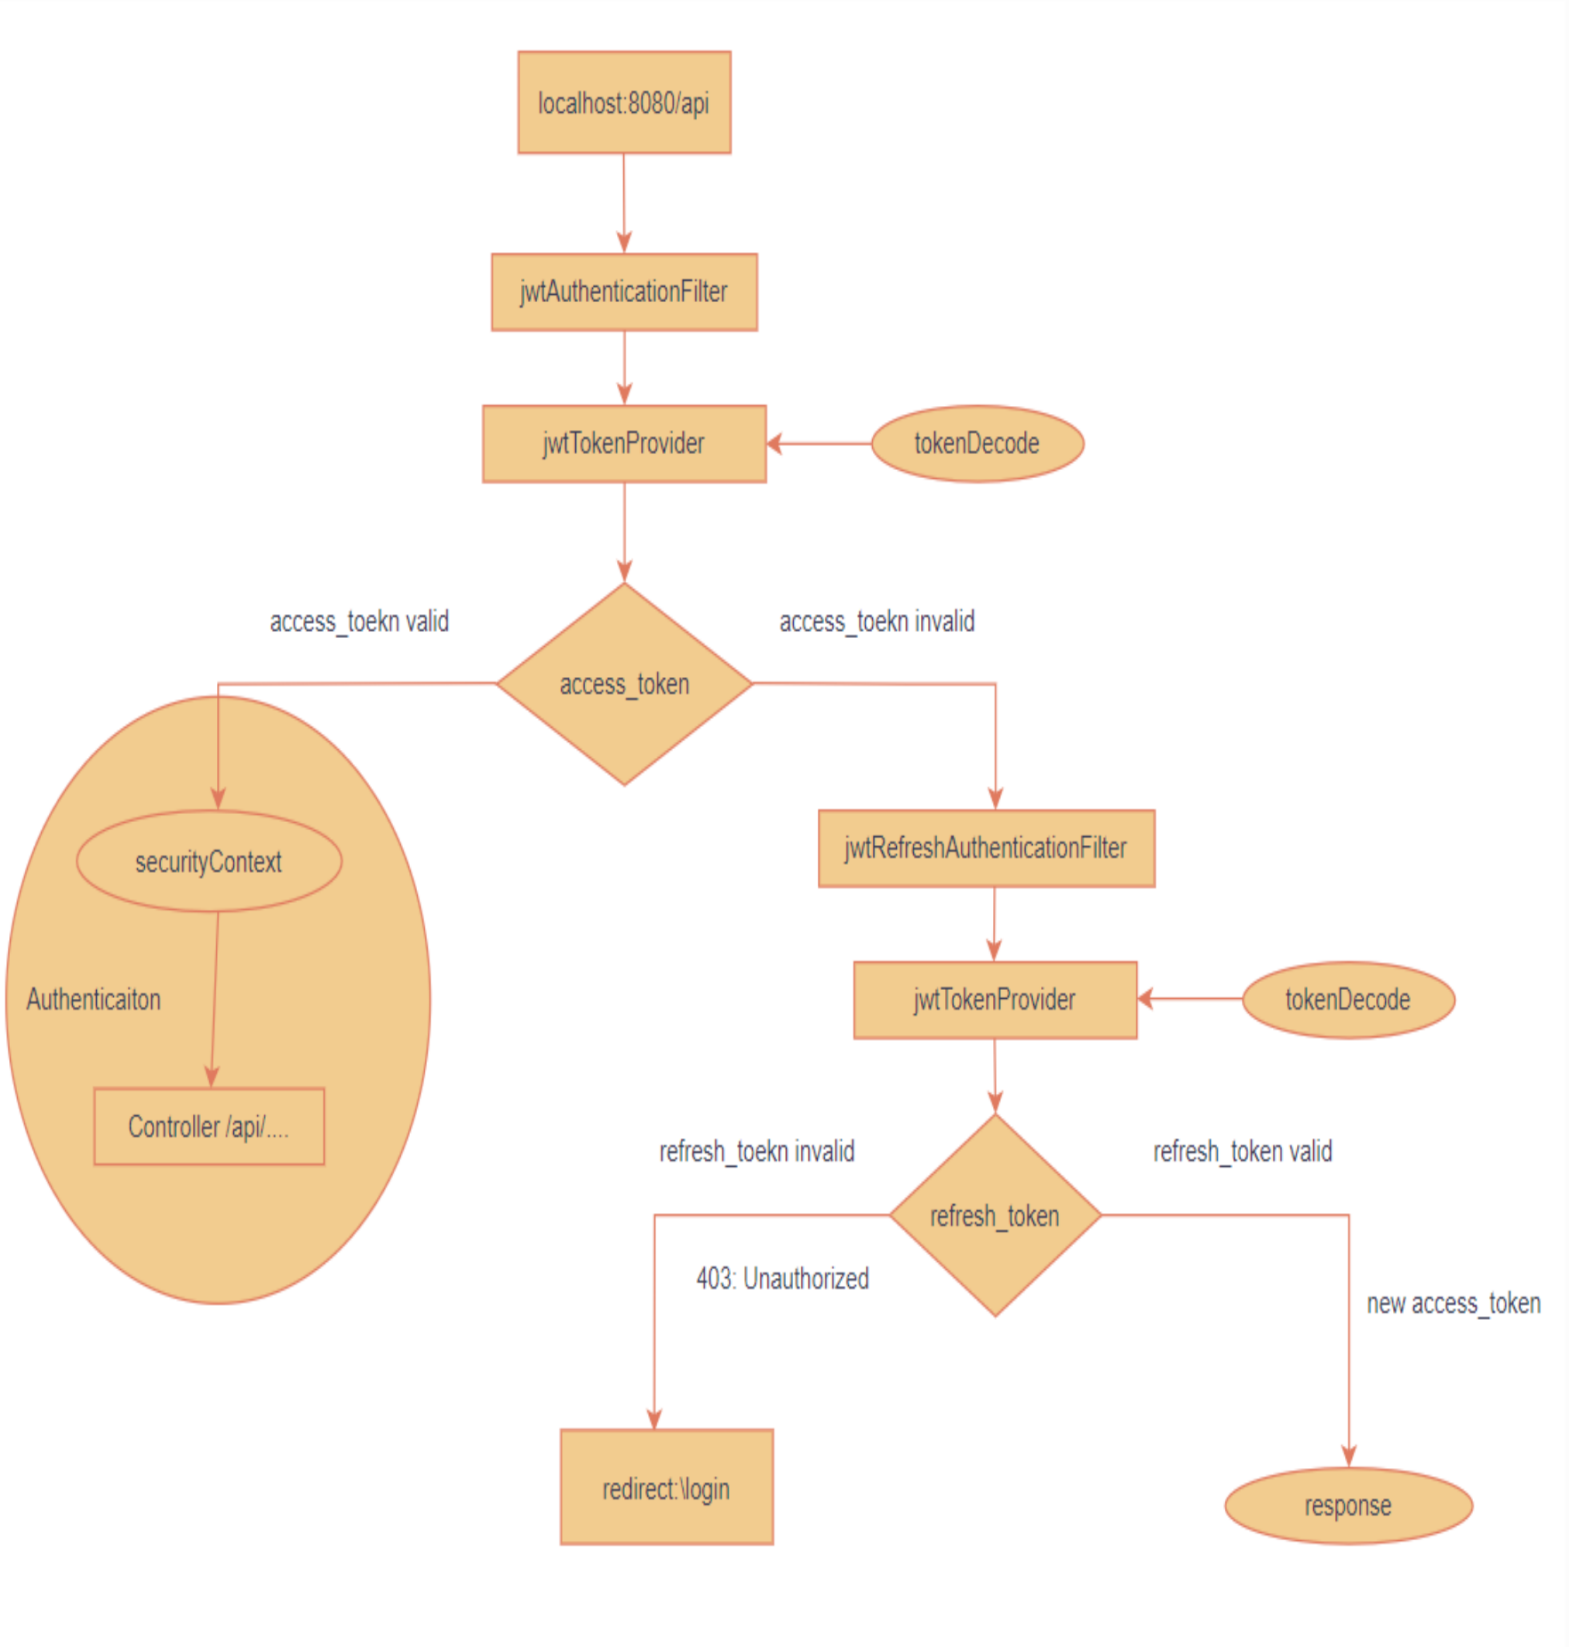 localhost:8080/api
jwtAuthenticationFilter
jwtTokenProvider
tokenDecode
access_toekn valid
access_toekn invalid
access_token
securityContext
jwtRefreshAuthenticationFilter
Authenticaiton
jwtTokenProvider
tokenDecode
Controller /api/....
refresh_toekn invalid
refresh_token valid
refresh_token
403: Unauthorized
new access_token
redirect:\login
response